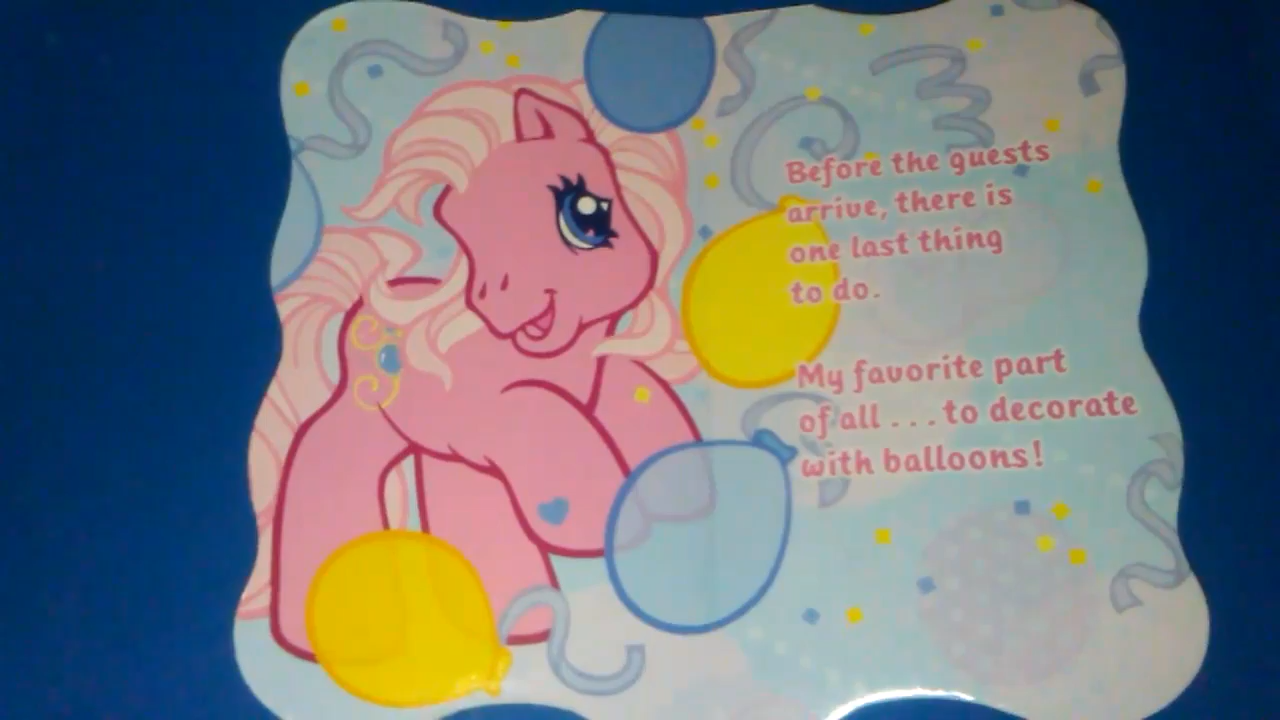 Before the guests
arrive, there is
one last thing
to do.
My favorite part
of all . . . to decorate
with balloons!